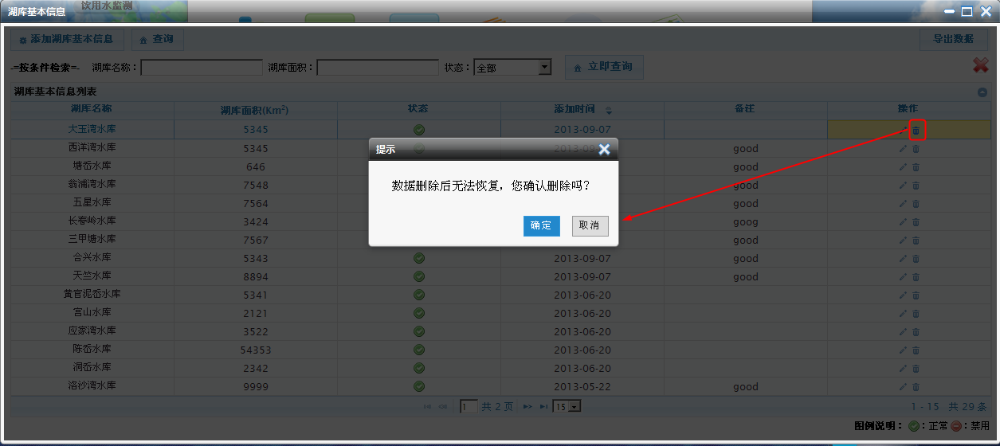 饮用水监测
湖库基本信息
添加湖库基本信息 查询 导出数据
-=按条件检索=- 湖库名称： 湖库面积： 状态： 全部 立即查询
湖库基本信息列表
湖库名称 湖库面积(Km²) 状态 添加时间 备注 操作
大玉湾水库 5345 2013-09-07
西洋湾水库 5345 2013-09- good
塘岙水库 646 good
翁浦湾水库 7548 good
五星水库 7564 good
长春岭水库 3424 goog
三甲塘水库 7567 good
合兴水库 5343 2013-09-07 good
天竺水库 8894 2013-09-07 good
黄官泥岙水库 5341 2013-06-20
宫山水库 2121 2013-06-20
应家湾水库 3522 2013-06-20
陈岙水库 54353 2013-06-20
洞岙水库 2342 2013-06-20
洛沙湾水库 9999 2013-05-22 good
提示
数据删除后无法恢复，您确认删除吗？
确定 取消
1 共 2 页 15 1 - 15 共 29 条
图例说明： ：正常 ：禁用